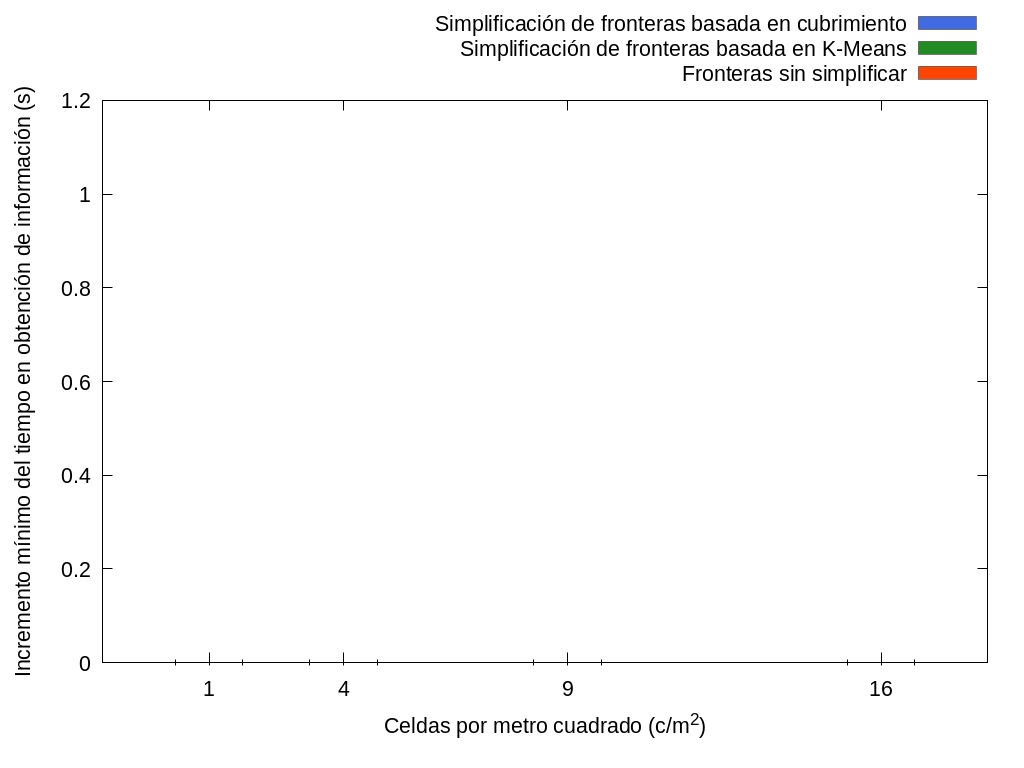 Simplificación de fronteras basada en cubrimiento
Simplificación de fronteras basada en K-Means
Fronteras sin simplificar
Incremento mínimo del tiempo en obtención de información (s)
1.2
1
0.8
0.6
0.4
0.2
0
1 4 9 16
Celdas por metro cuadrado (c/m²)